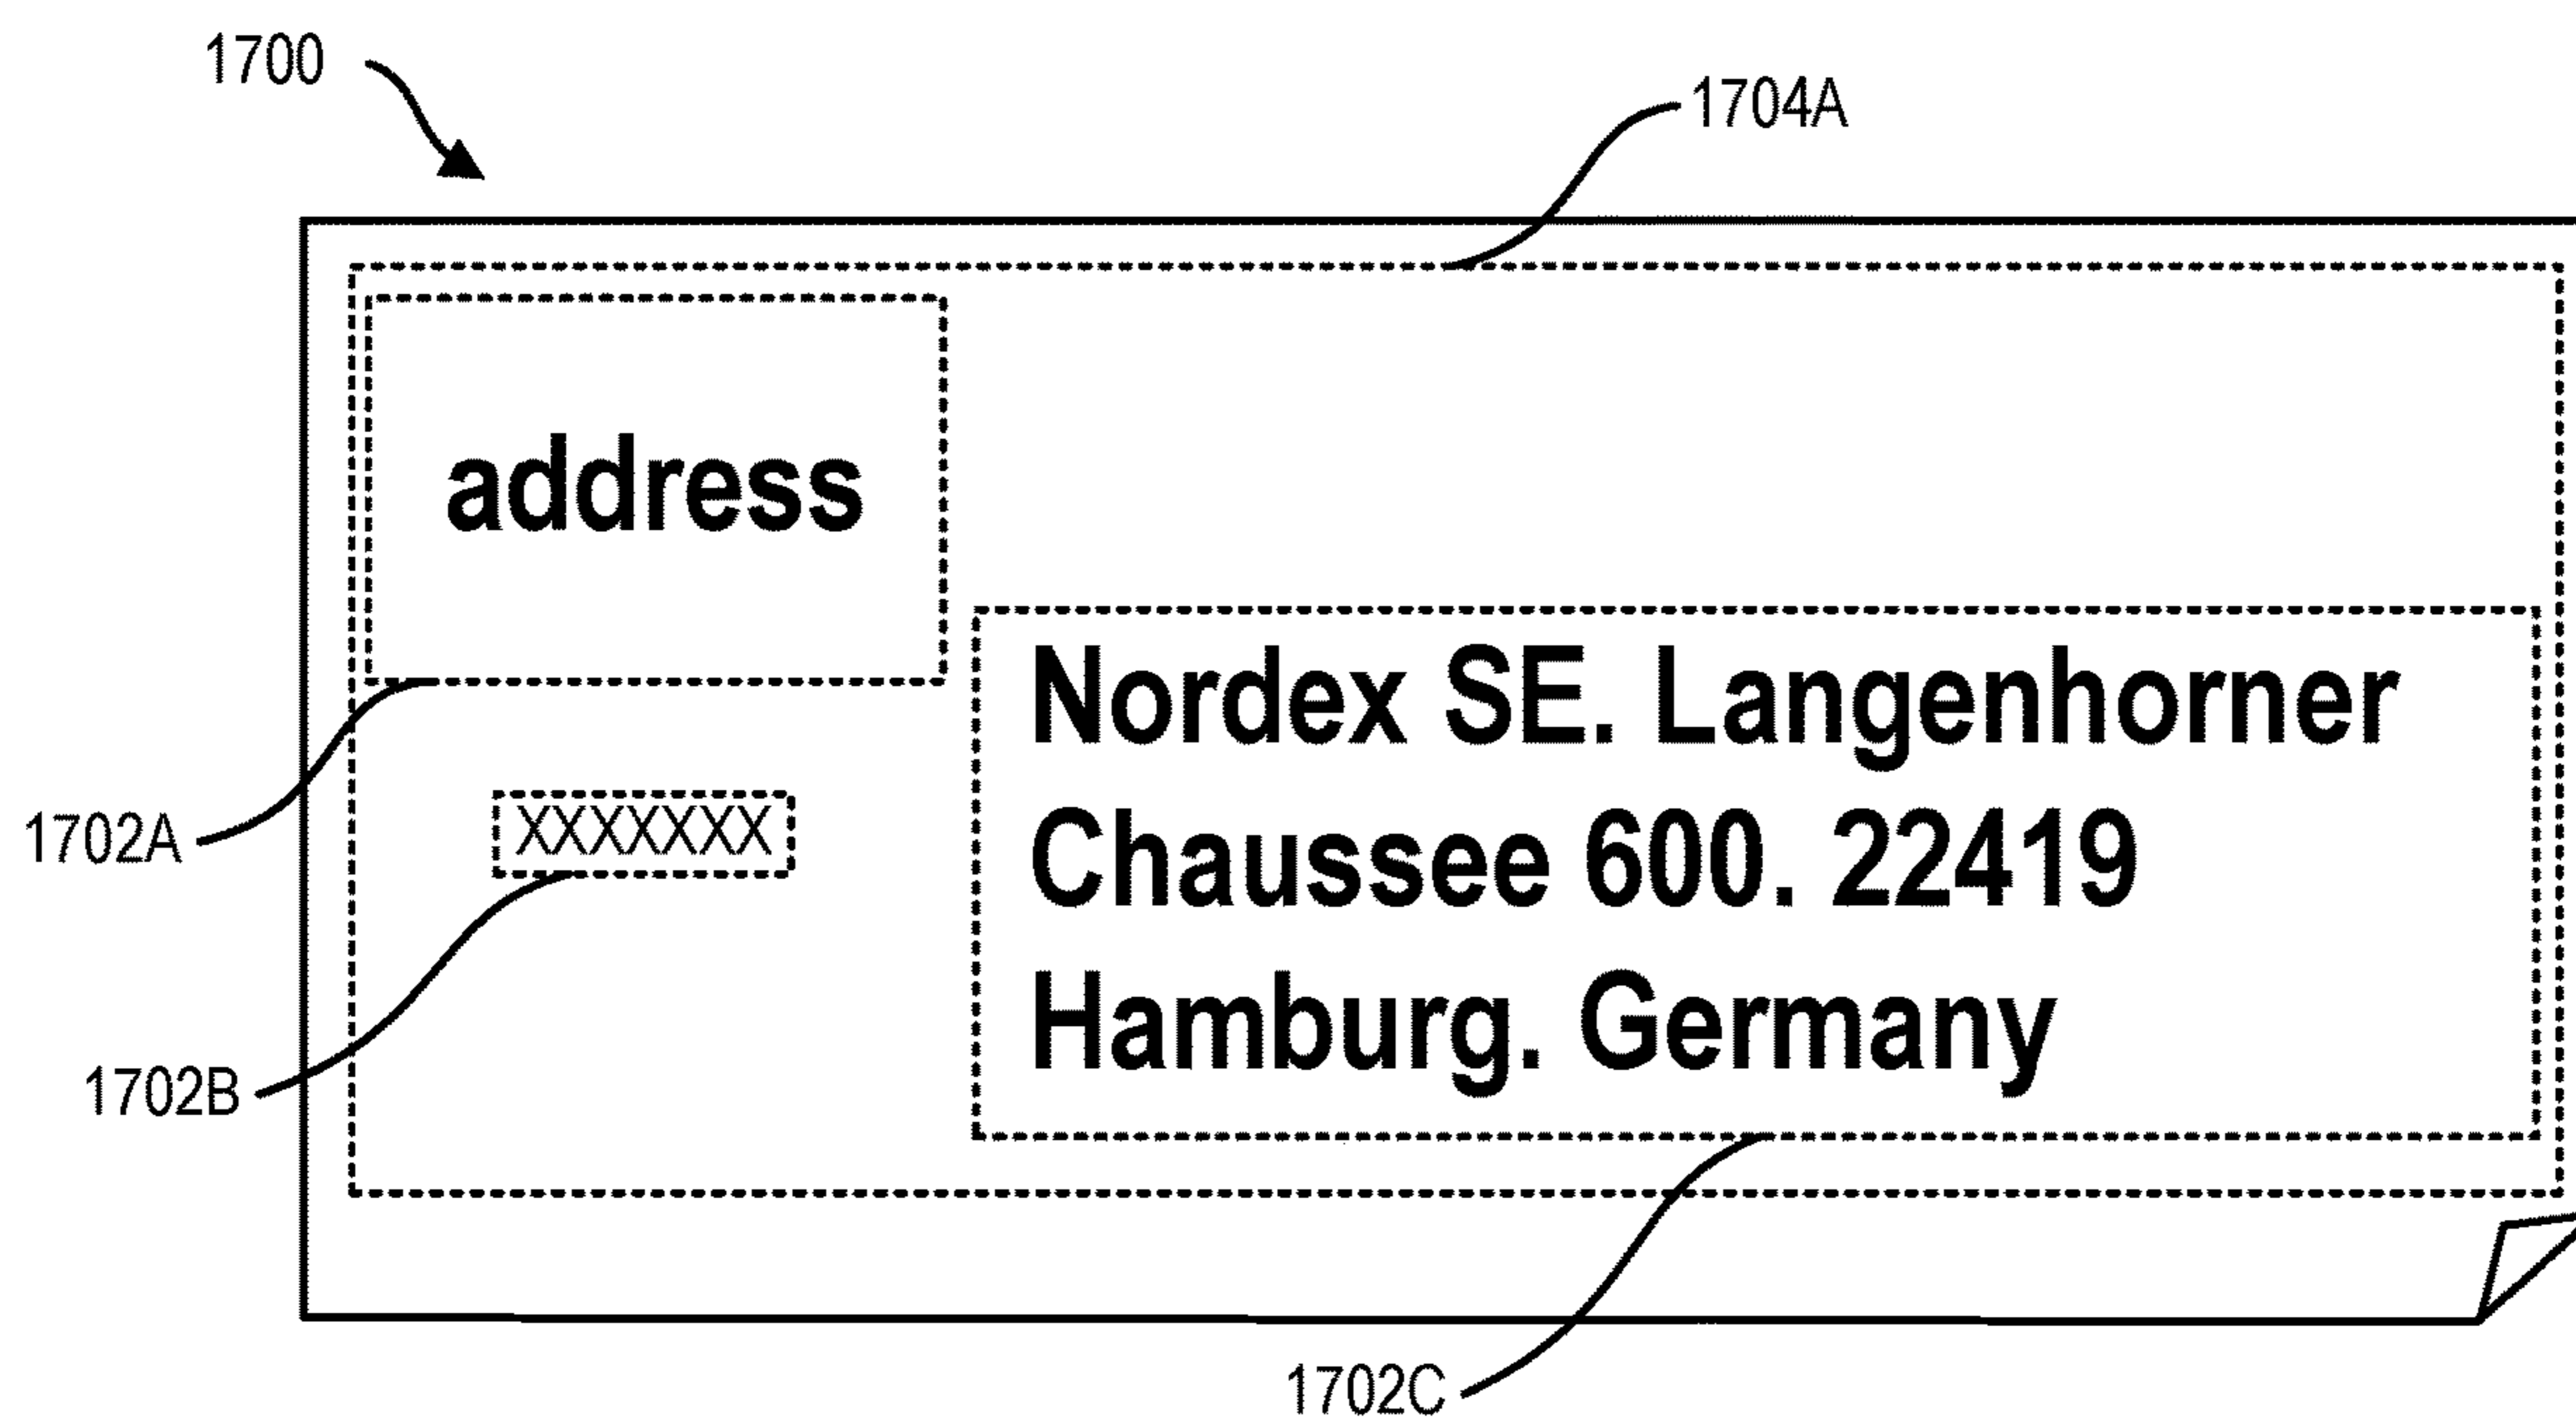 1700
1704A
address
Nordex SE. Langenhorner
1702A
XXXXXXX
Chaussee 600. 22419
Hamburg. Germany
1702B
1702C